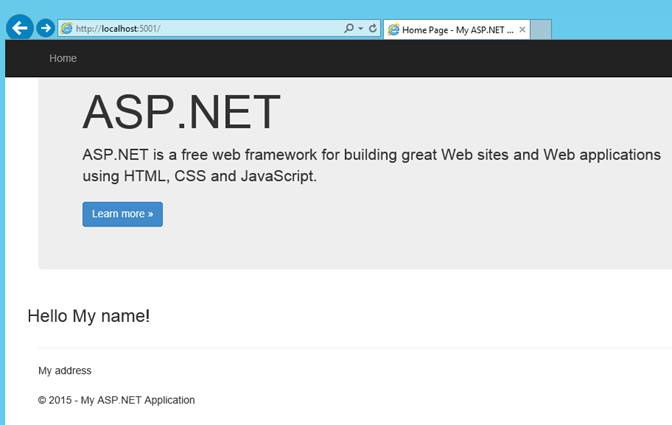 http://localhost:5001/
Home Page - My ASP.NET ...
Home
ASP.NET
ASP.NET is a free web framework for building great Web sites and Web applications
using HTML, CSS and JavaScript.
Learn more »
Hello My name!
My address
© 2015 - My ASP.NET Application